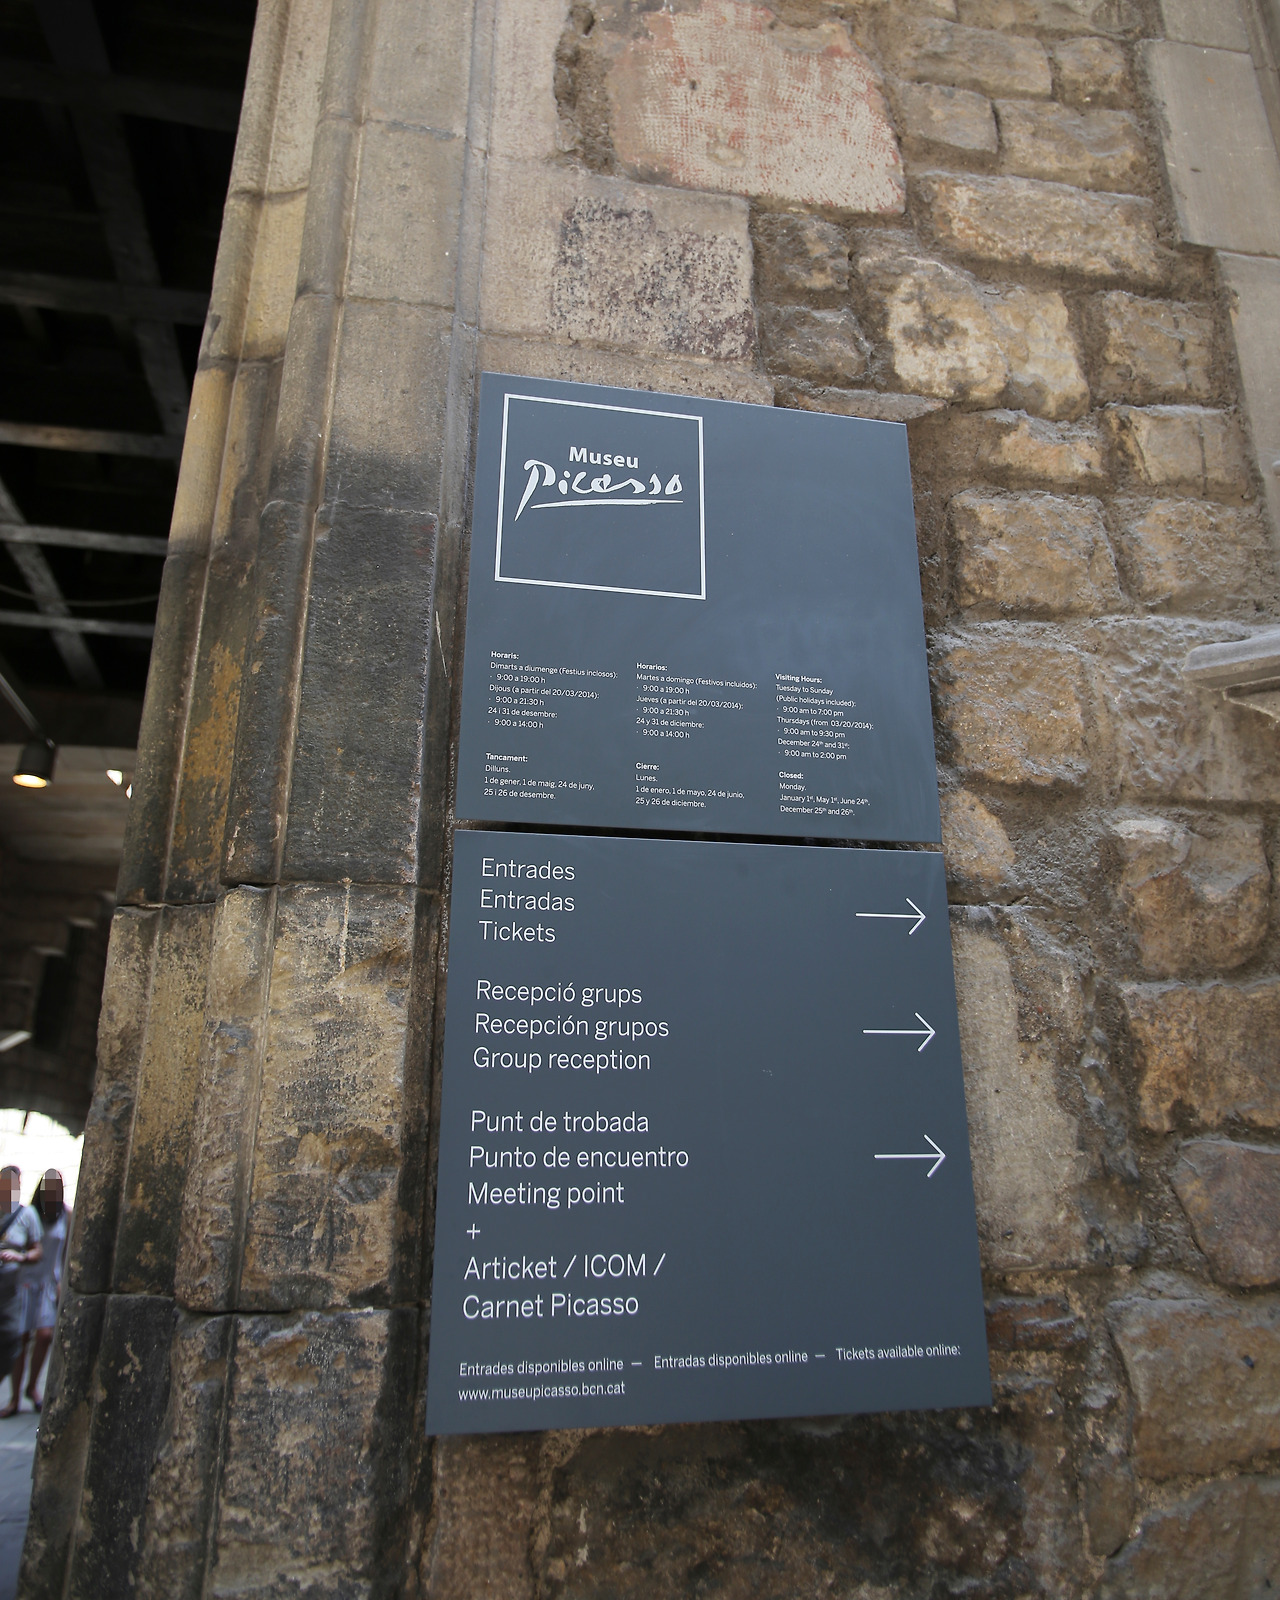 Museu
Picasso
Horaris:
Dimarts a diumenge (Festius inclosos):
· 9:00 a 19:00 h
Dijous (a partir del 20/03/2014):
· 9:00 a 21:30 h
24 i 31 de desembre:
· 9:00 a 14:00 h
Tancament:
Dilluns.
1 de gener, 1 de maig, 24 de juny,
25 i 26 de desembre.
Horarios:
Martes a domingo (Festivos incluidos):
· 9:00 a 19:00 h
Jueves (a partir del 20/03/2014):
· 9:00 a 21:30 h
24 y 31 de diciembre:
· 9:00 a 14:00 h
Cierre:
Lunes.
1 de enero, 1 de mayo, 24 de junio,
25 y 26 de diciembre.
Visiting Hours:
Tuesday to Sunday
(Public holidays included):
· 9:00 am to 7:00 pm
Thursdays (from 03/20/2014):
· 9:00 am to 9:30 pm
December 24th and 31st:
· 9:00 am to 2:00 pm
Closed:
Monday.
January 1st, May 1st, June 24th,
December 25th and 26th.
Entrades
Entradas
Tickets
Recepció grups
Recepción grupos
Group reception
Punt de trobada
Punto de encuentro
Meeting point
+
Articket / ICOM /
Carnet Picasso
Entrades disponibles online — Entradas disponibles online — Tickets available online:
www.museupicasso.bcn.cat